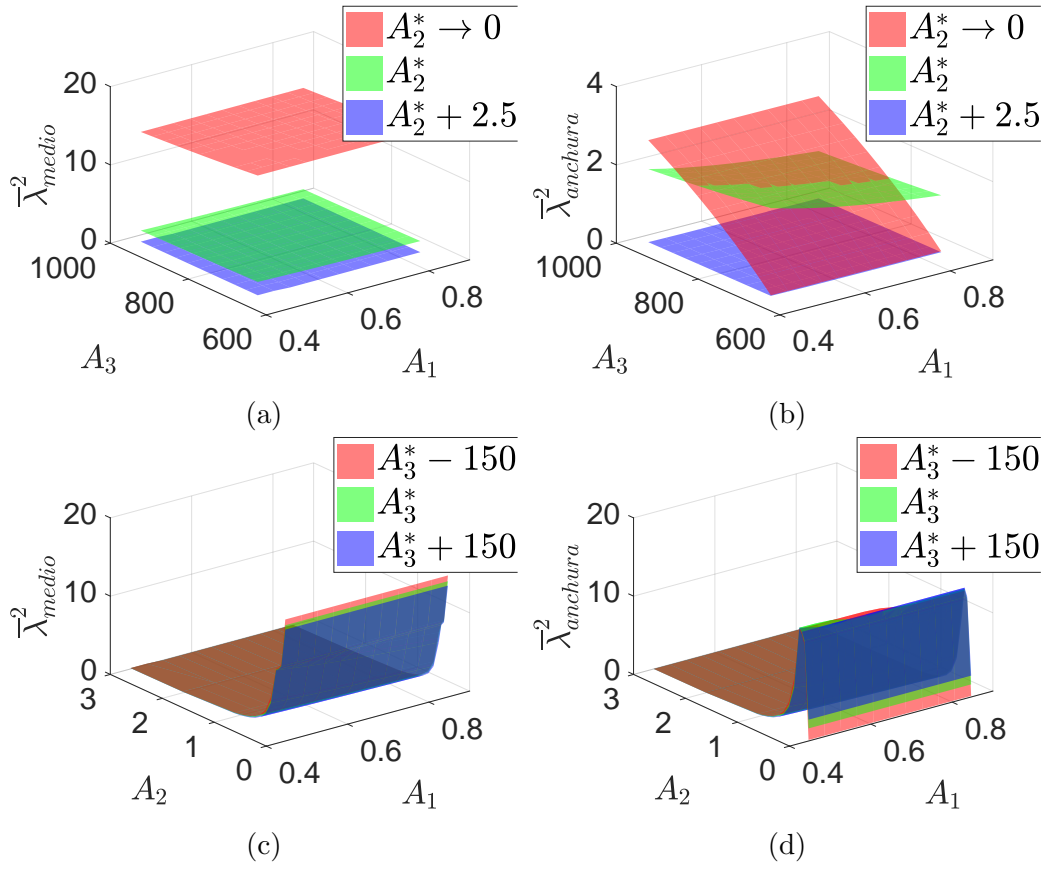 A₂* → 0
A₂*
A₂* + 2.5
20
10
0
λ̅²medio
1000
800
600
A₃
0.4
0.6
0.8
A₁
(a)
A₂* → 0
A₂*
A₂* + 2.5
4
2
0
λ̅²anchura
1000
800
600
A₃
0.4
0.6
0.8
A₁
(b)
A₃* − 150
A₃*
A₃* + 150
20
10
0
λ̅²medio
3
2
1
0
A₂
0.4
0.6
0.8
A₁
(c)
A₃* − 150
A₃*
A₃* + 150
20
10
0
λ̅²anchura
3
2
1
0
A₂
0.4
0.6
0.8
A₁
(d)